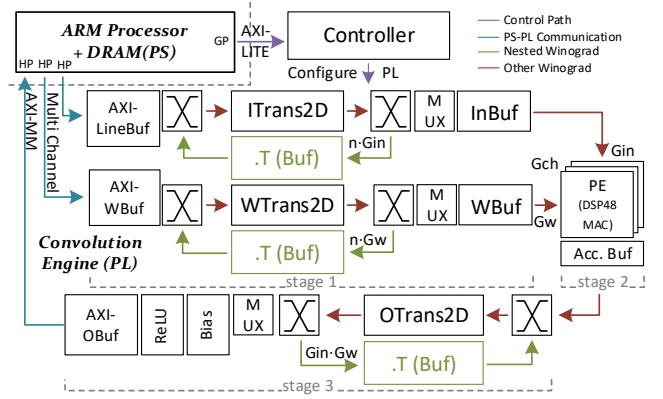 ARM Processor
+ DRAM(PS)
GP
HP HP HP
AXI-
LITE
Controller
Control Path
PS-PL Communication
Nested Winograd
Other Winograd
Configure PL
AXI-MM
Multi Channel
AXI-
LineBuf
ITrans2D
M
UX
InBuf
.T (Buf)
n·Gin
Gin
Gch
AXI-
WBuf
WTrans2D
M
UX
WBuf
Gw
PE
(DSP48
MAC)
.T (Buf)
n·Gw
Acc. Buf
Convolution
Engine (PL)
stage 1
stage 2
AXI-
OBuf
ReLU
Bias
M
UX
OTrans2D
Gin·Gw
.T (Buf)
stage 3